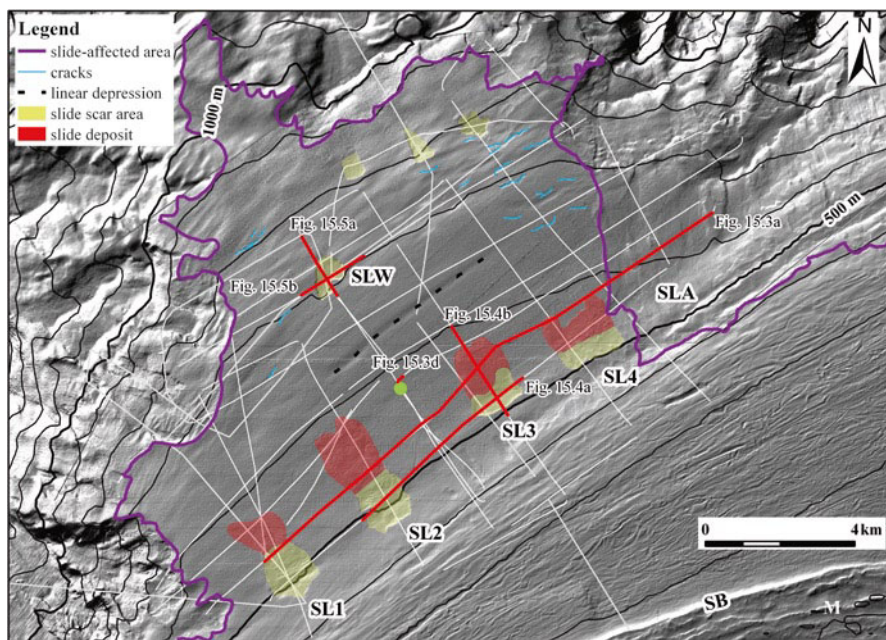 Legend
slide-affected area
cracks
linear depression
slide scar area
slide deposit
N
1000 m
500 m
Fig. 15.5a
Fig. 15.3a
Fig. 15.5b
SLW
SLA
Fig. 15.4b
Fig. 15.3d
Fig. 15.4a
SL4
SL3
SL2
SL1
0 4 km
SB
M